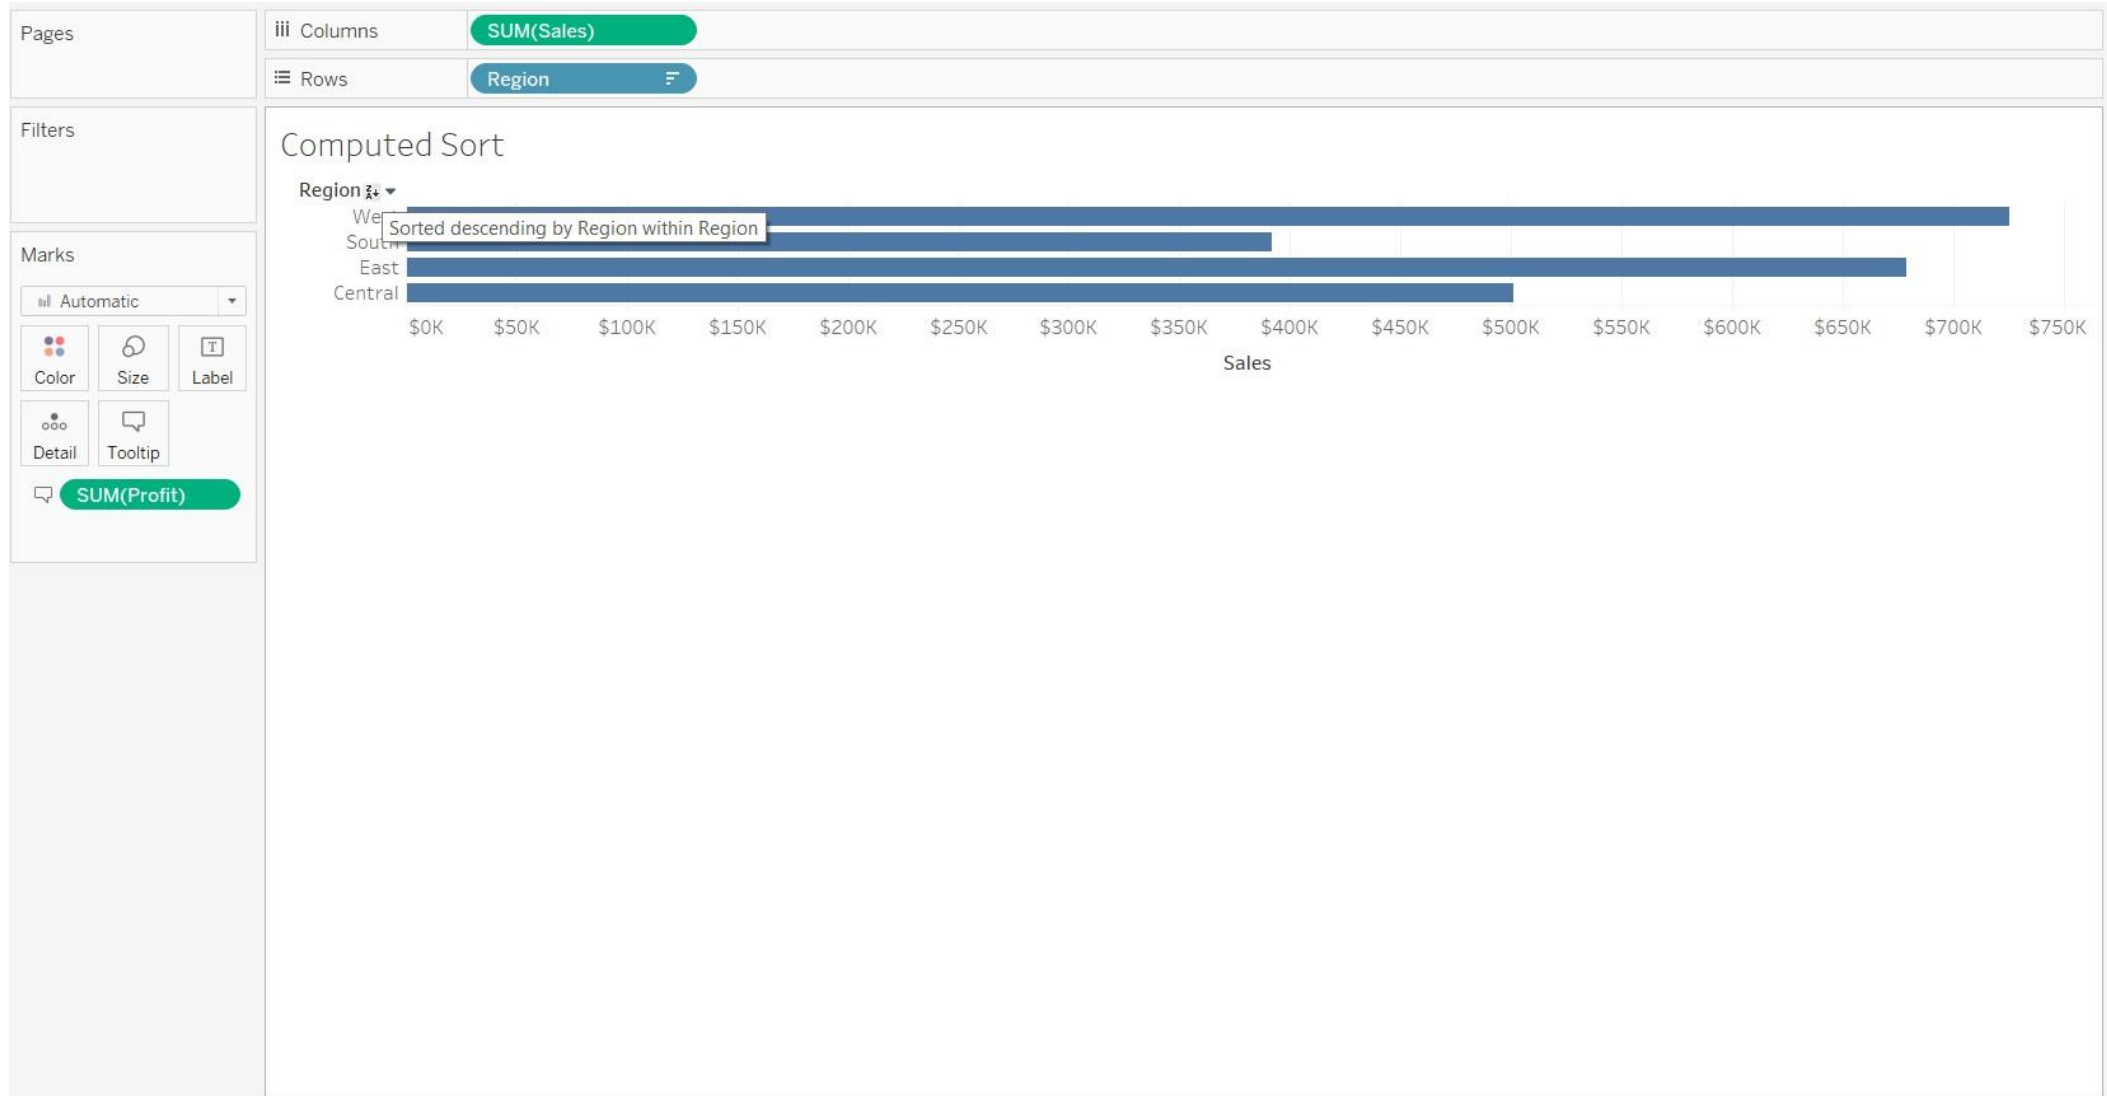 Pages
Columns SUM(Sales)
Rows Region
Filters
Computed Sort
Region
West
Sorted descending by Region within Region
South
East
Central
$0K $50K $100K $150K $200K $250K $300K $350K $400K $450K $500K $550K $600K $650K $700K $750K
Sales
Marks
Automatic
Color Size Label
Detail Tooltip
SUM(Profit)